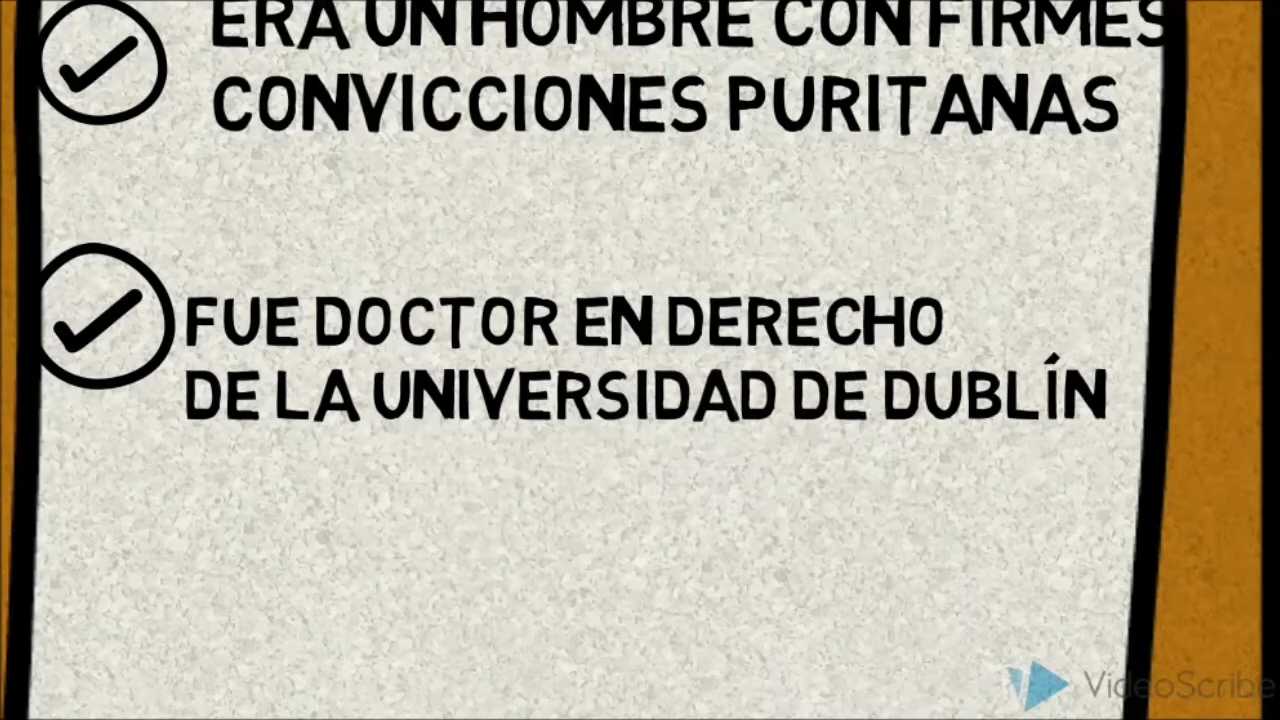 ERA UN HOMBRE CON FIRMES
CONVICCIONES PURITANAS
FUE DOCTOR EN DERECHO
DE LA UNIVERSIDAD DE DUBLÍN
VideoScribe